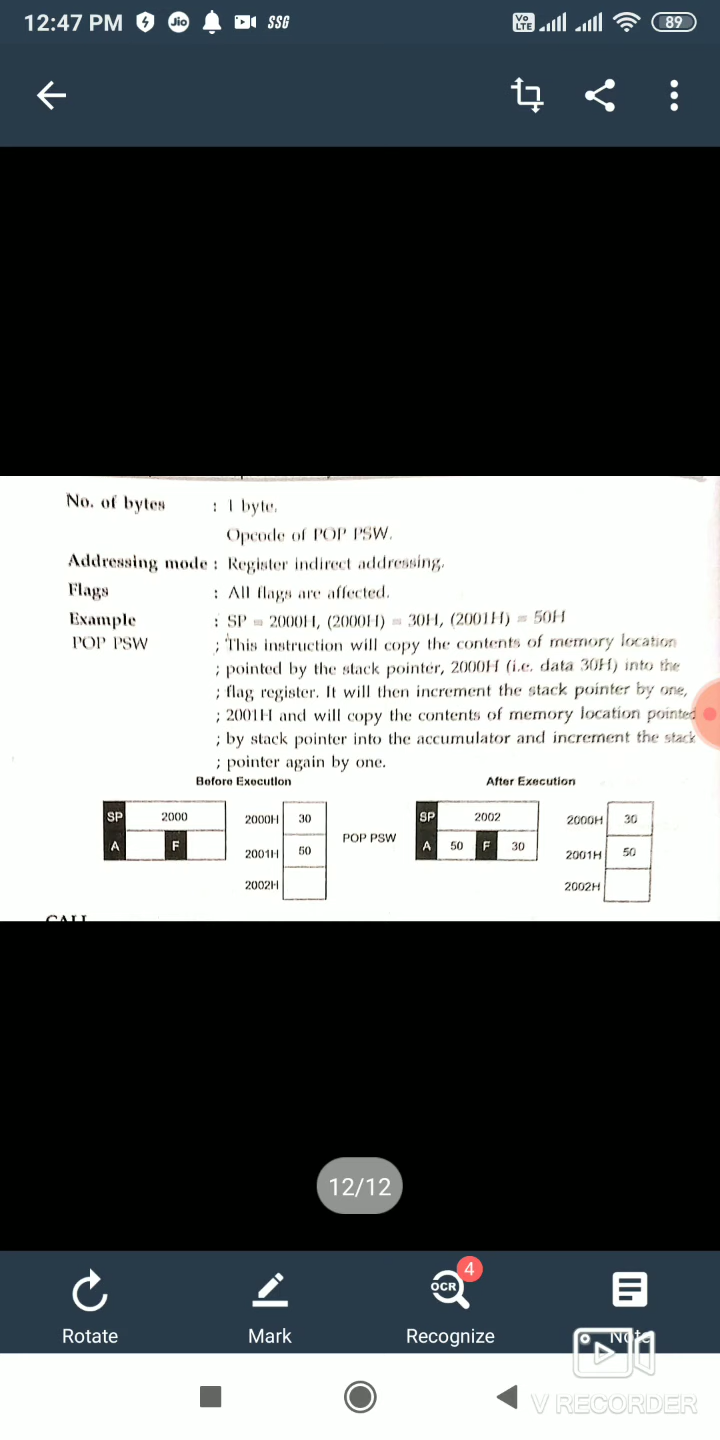 12:47 PM Jio SSG Vo LTE 89
No. of bytes : 1 byte.
Opcode of POP PSW.
Addressing mode : Register indirect addressing.
Flags : All flags are affected.
Example : SP = 2000H, (2000H) = 30H, (2001H) = 50H
POP PSW ; This instruction will copy the contents of memory location
; pointed by the stack pointer, 2000H (i.e. data 30H) into the
; flag register. It will then increment the stack pointer by one,
; 2001H and will copy the contents of memory location pointed
; by stack pointer into the accumulator and increment the stack
; pointer again by one.
Before Execution After Execution
SP 2000 2000H 30 SP 2002 2000H 30
POP PSW
A F 2001H 50 A 50 F 30 2001H 50
2002H 2002H
12/12
OCR 4
Rotate Mark Recognize Note
V RECORDER